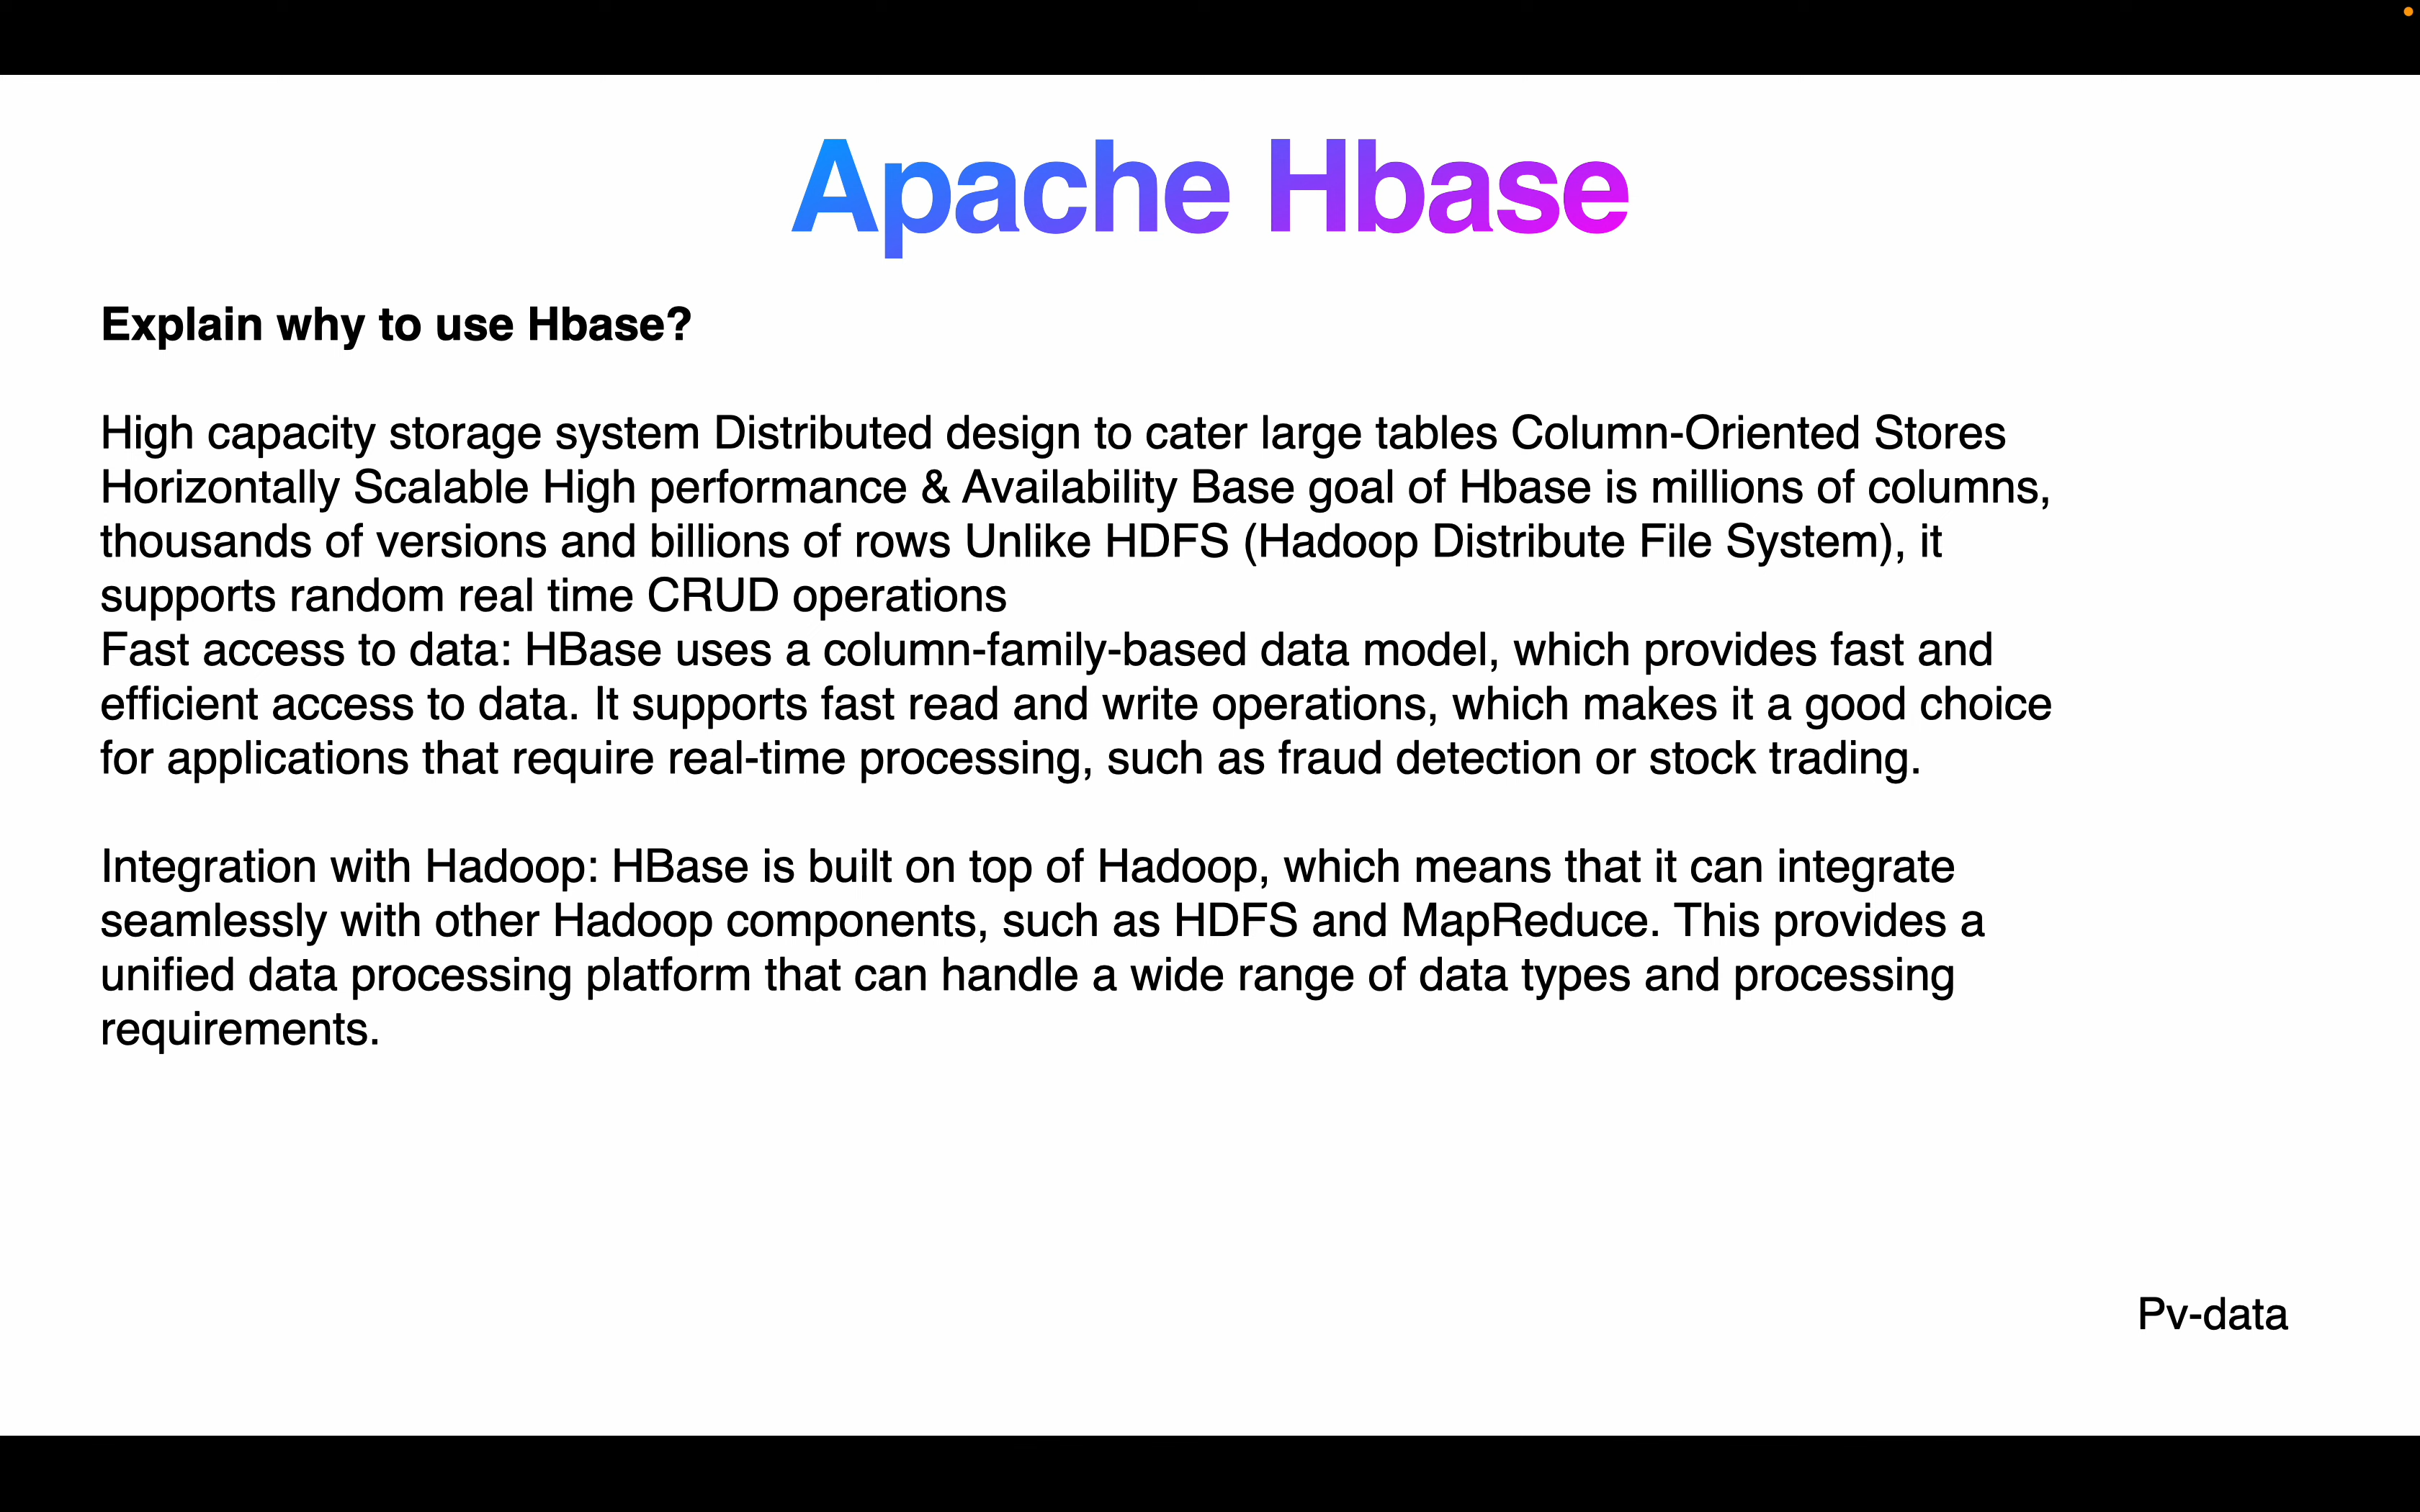 Apache Hbase
Explain why to use Hbase?
High capacity storage system Distributed design to cater large tables Column-Oriented Stores
Horizontally Scalable High performance & Availability Base goal of Hbase is millions of columns,
thousands of versions and billions of rows Unlike HDFS (Hadoop Distribute File System), it
supports random real time CRUD operations
Fast access to data: HBase uses a column-family-based data model, which provides fast and
efficient access to data. It supports fast read and write operations, which makes it a good choice
for applications that require real-time processing, such as fraud detection or stock trading.
Integration with Hadoop: HBase is built on top of Hadoop, which means that it can integrate
seamlessly with other Hadoop components, such as HDFS and MapReduce. This provides a
unified data processing platform that can handle a wide range of data types and processing
requirements.
Pv-data